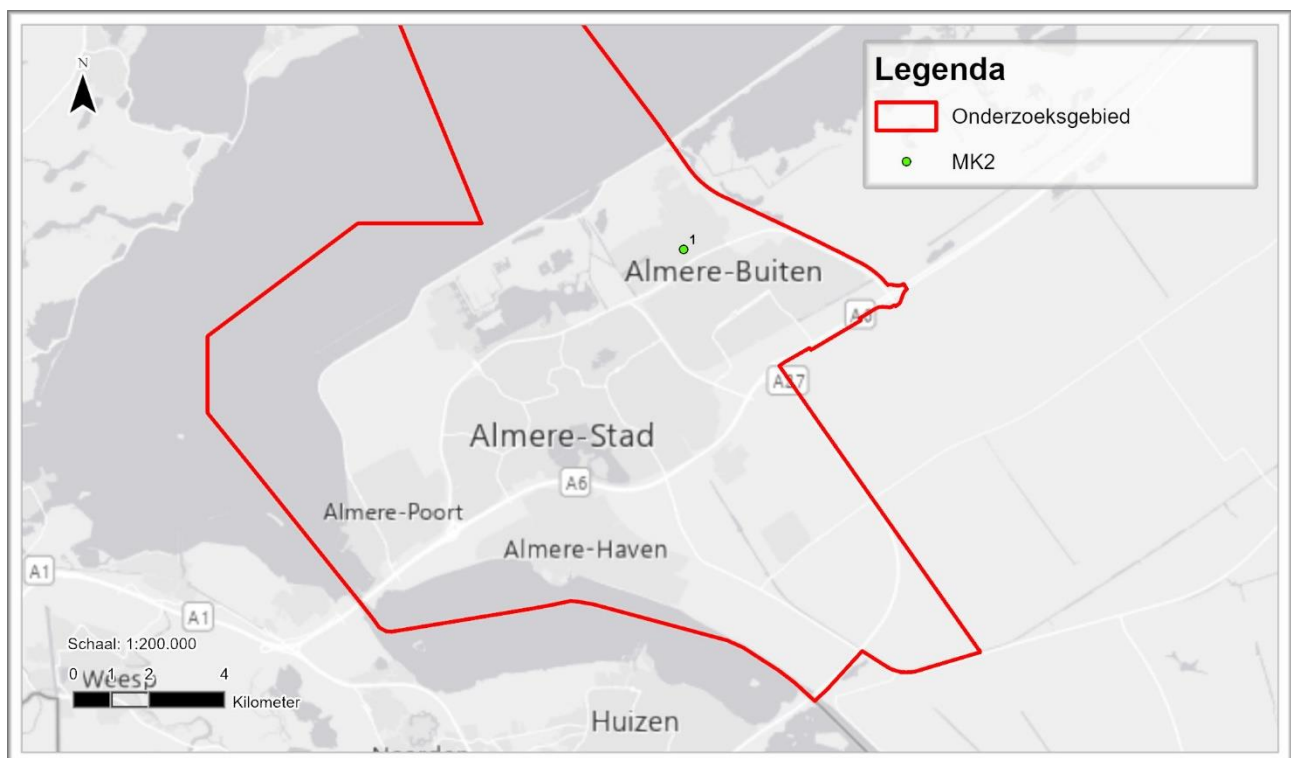 N
Legenda
Onderzoeksgebied
MK2
1
Almere-Buiten
A6
A27
Almere-Stad
A6
Almere-Poort
Almere-Haven
A1
A1
Schaal: 1:200.000
0 1 2 4
Weesp
Kilometer
Huizen